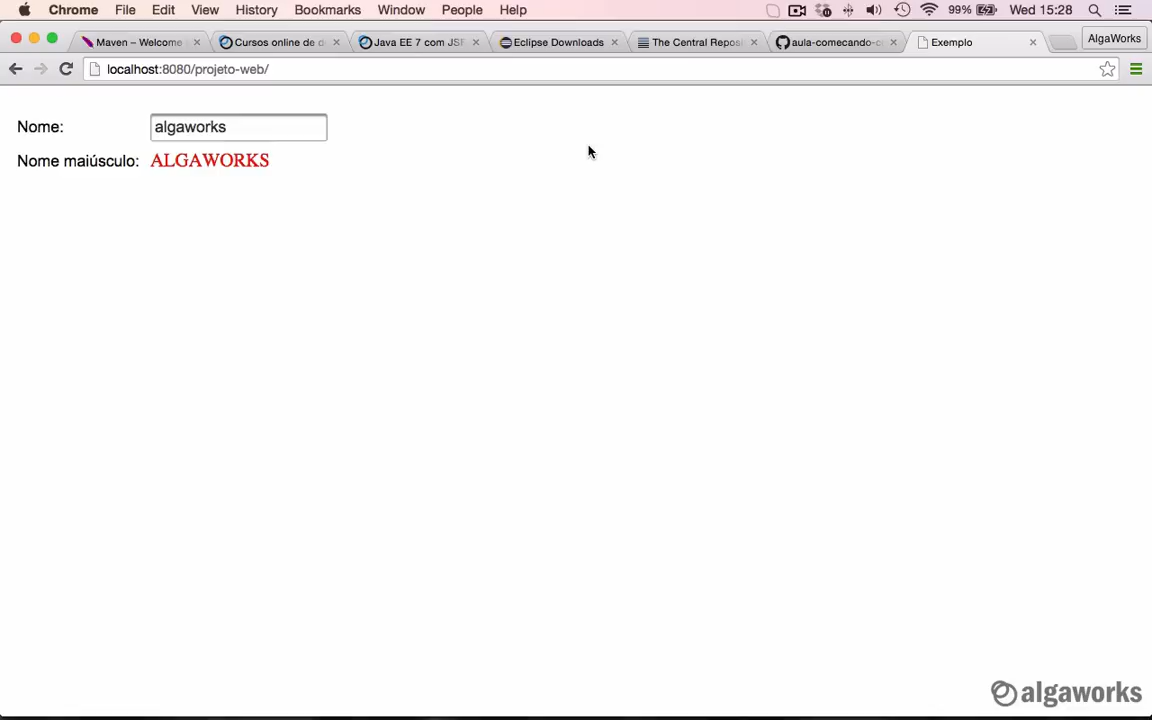 Chrome File Edit View History Bookmarks Window People Help 99% Wed 15:28
Maven – Welcome Cursos online de d Java EE 7 com JSF Eclipse Downloads The Central Reposi aula-comecando-c Exemplo AlgaWorks
localhost:8080/projeto-web/
Nome: algaworks
Nome maiúsculo: ALGAWORKS
algaworks